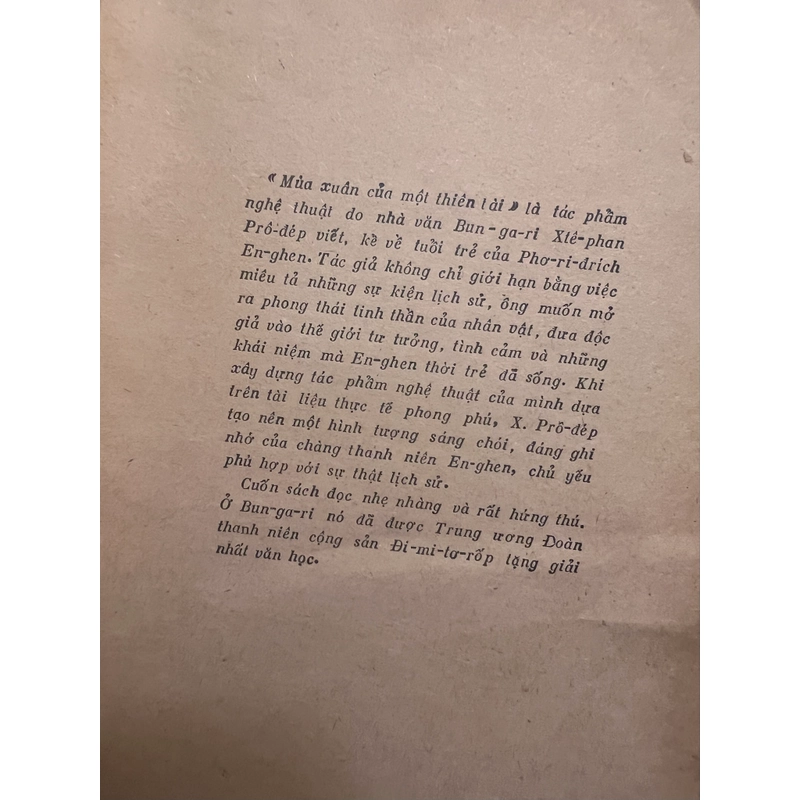 « Mùa xuân của một thiên tài » là tác phẩm
nghệ thuật do nhà văn Bun-ga-ri Xtê-phan
Prô-đép viết, kể về tuổi trẻ của Phơ-ri-đrích
En-ghen. Tác giả không chỉ giới hạn bằng việc
miêu tả những sự kiện lịch sử, ông muốn mở
ra phong thái tinh thần của nhân vật, đưa độc
giả vào thế giới tư tưởng, tình cảm và những
khái niệm mà En-ghen thời trẻ đã sống. Khi
xây dựng tác phẩm nghệ thuật của mình dựa
trên tài liệu thực tế phong phú, X. Prô-đép
tạo nên một hình tượng sáng chói, đáng ghi
nhớ của chàng thanh niên En-ghen, chủ yếu
phù hợp với sự thật lịch sử.
Cuốn sách đọc nhẹ nhàng và rất hứng thú.
Ở Bun-ga-ri nó đã được Trung ương Đoàn
thanh niên cộng sản Đi-mi-tơ-rốp tặng giải
nhất văn học.